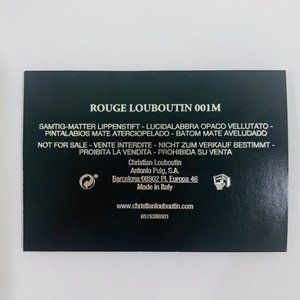 ROUGE LOUBOUTIN 001M
SAMTIG-MATTER LIPPENSTIFT - LUCIDALABBRA OPACO VELLUTATO -
PINTALABIOS MATE ATERCIOPELADO - BATOM MATE AVELUDADO
NOT FOR SALE - VENTE INTERDITE - NICHT ZUM VERKAUF BESTIMMT -
PROIBITA LA VENDITA - PROHIBIDA SU VENTA
Christian Louboutin
Antonio Puig, S.A.
Barcelona 08902 Pl. Europa 46
Made in Italy
www.christianlouboutin.com
6515386501